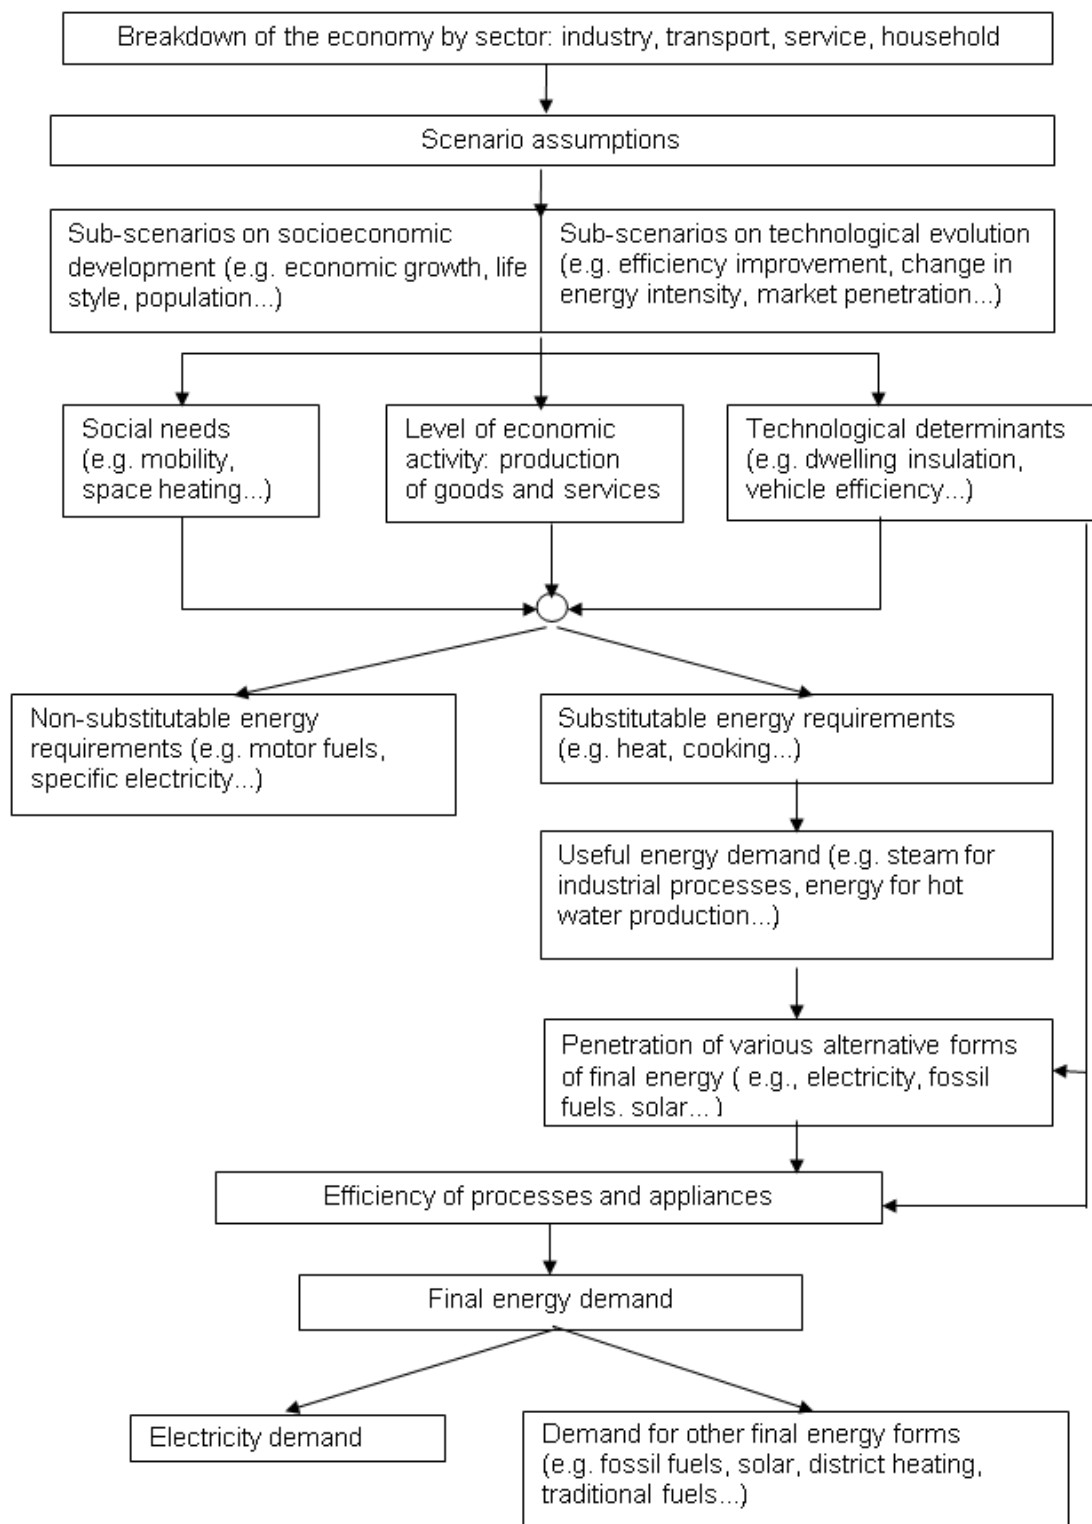 Breakdown of the economy by sector: industry, transport, service, household
Scenario assumptions
Sub-scenarios on socioeconomic
development (e.g. economic growth, life
style, population...)
Sub-scenarios on technological evolution
(e.g. efficiency improvement, change in
energy intensity, market penetration...)
Social needs
(e.g. mobility,
space heating...)
Level of economic
activity: production
of goods and services
Technological determinants
(e.g. dwelling insulation,
vehicle efficiency...)
Non-substitutable energy
requirements (e.g. motor fuels,
specific electricity...)
Substitutable energy requirements
(e.g. heat, cooking...)
Useful energy demand (e.g. steam for
industrial processes, energy for hot
water production...)
Penetration of various alternative forms
of final energy ( e.g., electricity, fossil
fuels, solar... )
Efficiency of processes and appliances
Final energy demand
Electricity demand
Demand for other final energy forms
(e.g. fossil fuels, solar, district heating,
traditional fuels...)